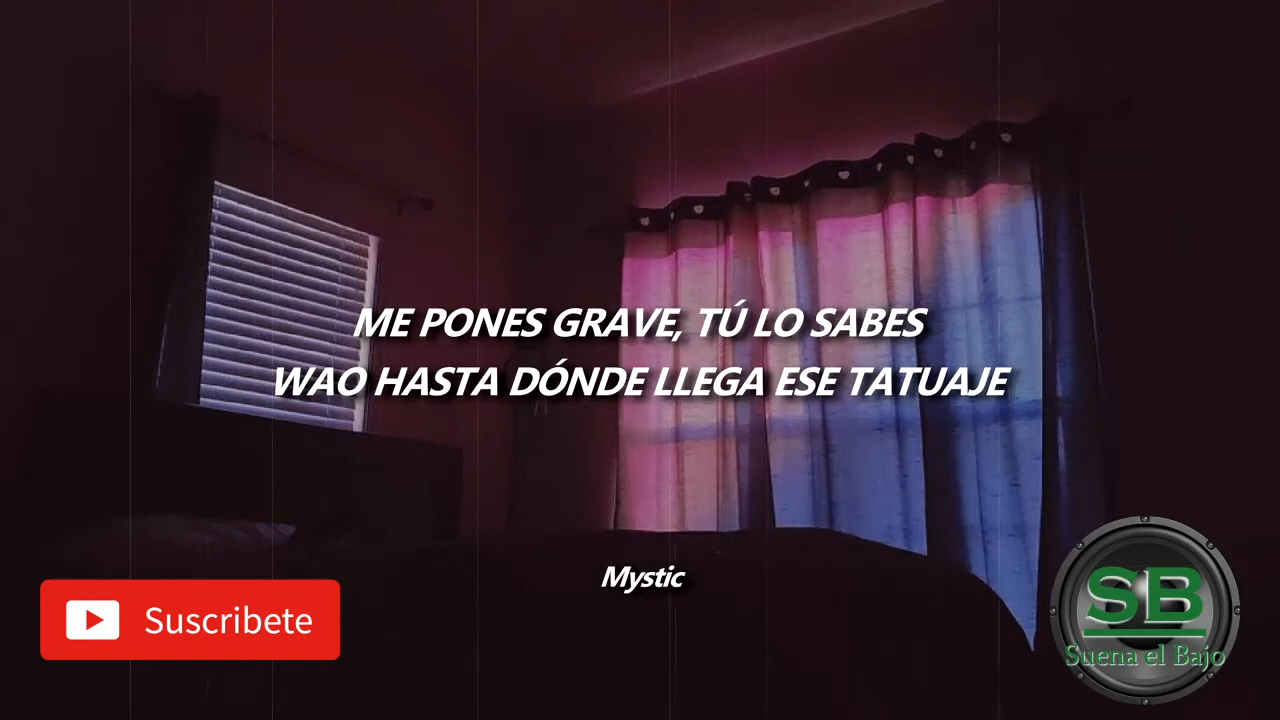 ME PONES GRAVE, TÚ LO SABES
WAO HASTA DÓNDE LLEGA ESE TATUAJE
Mystic
Suscribete
SB
Suena el Bajo